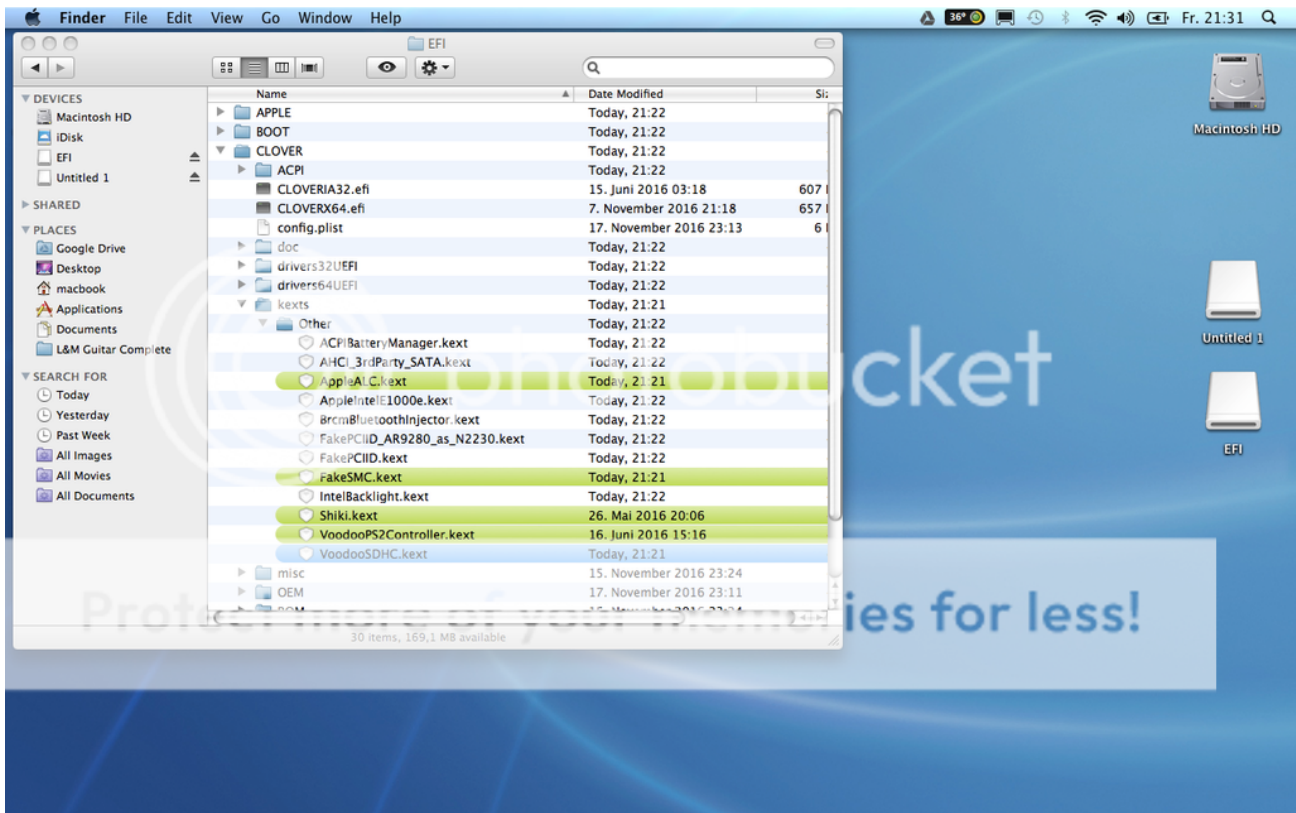 Finder File Edit View Go Window Help 36° Fr. 21:31
EFI
DEVICES
Macintosh HD
iDisk
EFI
Untitled 1
SHARED
PLACES
Google Drive
Desktop
macbook
Applications
Documents
L&M Guitar Complete
SEARCH FOR
Today
Yesterday
Past Week
All Images
All Movies
All Documents
Name Date Modified
APPLE Today, 21:22
BOOT Today, 21:22
CLOVER Today, 21:22
ACPI Today, 21:22
CLOVERIA32.efi 15. Juni 2016 03:18 607
CLOVERX64.efi 7. November 2016 21:18 657
config.plist 17. November 2016 23:13 6
doc Today, 21:22
drivers32UEFI Today, 21:22
drivers64UEFI Today, 21:22
kexts Today, 21:21
Other Today, 21:22
ACPIBatteryManager.kext Today, 21:22
AHCI_3rdParty_SATA.kext Today, 21:22
AppleALC.kext Today, 21:21
AppleIntelE1000e.kext Today, 21:22
BrcmBluetoothInjector.kext Today, 21:22
FakePCIID_AR9280_as_N2230.kext Today, 21:22
FakePCIID.kext Today, 21:22
FakeSMC.kext Today, 21:21
IntelBacklight.kext Today, 21:22
Shiki.kext 26. Mai 2016 20:06
VoodooPS2Controller.kext 16. Juni 2016 15:16
VoodooSDHC.kext Today, 21:21
misc 15. November 2016 23:24
OEM 17. November 2016 23:11
30 items, 169,1 MB available
Macintosh HD
Untitled 1
EFI
photobucket
Protect more of your memories for less!